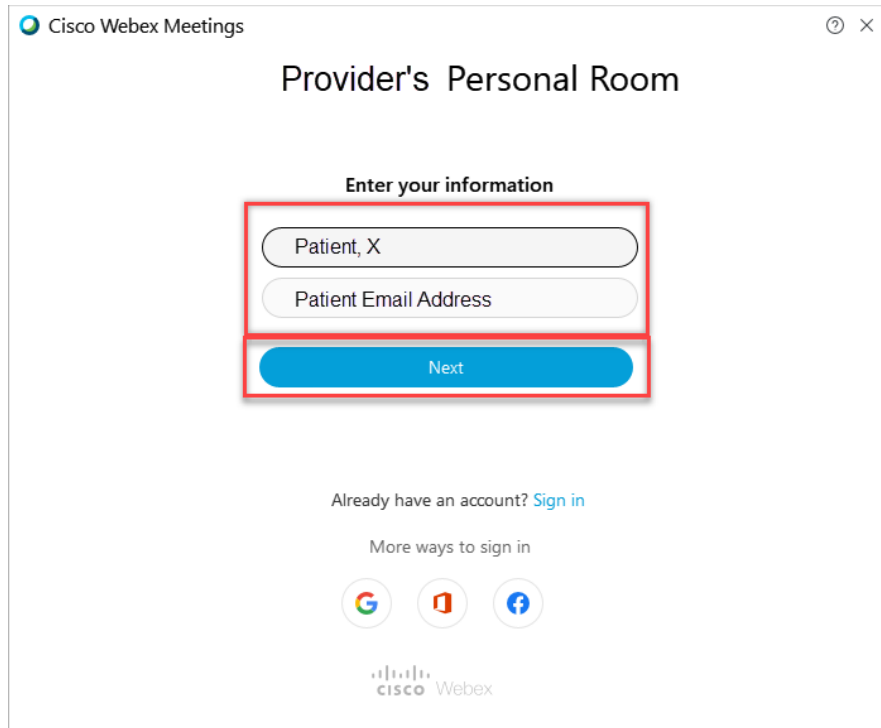 Cisco Webex Meetings
Provider's Personal Room
Enter your information
Patient, X
Patient Email Address
Next
Already have an account? Sign in
More ways to sign in
cisco Webex